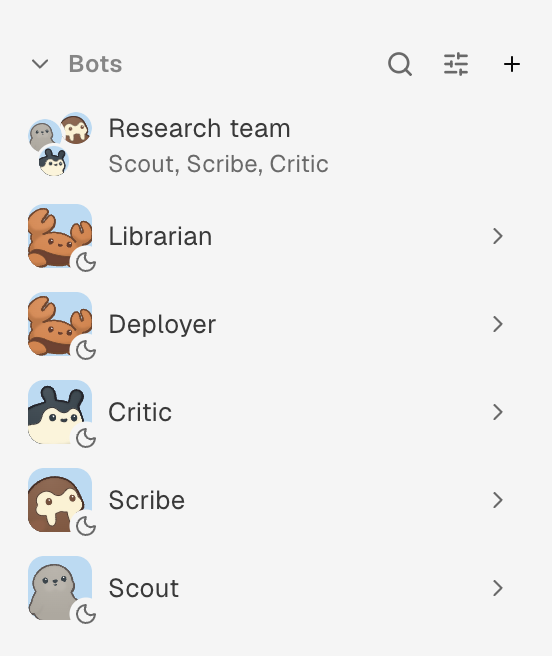 Bots
Research team
Scout, Scribe, Critic
Librarian
Deployer
Critic
Scribe
Scout